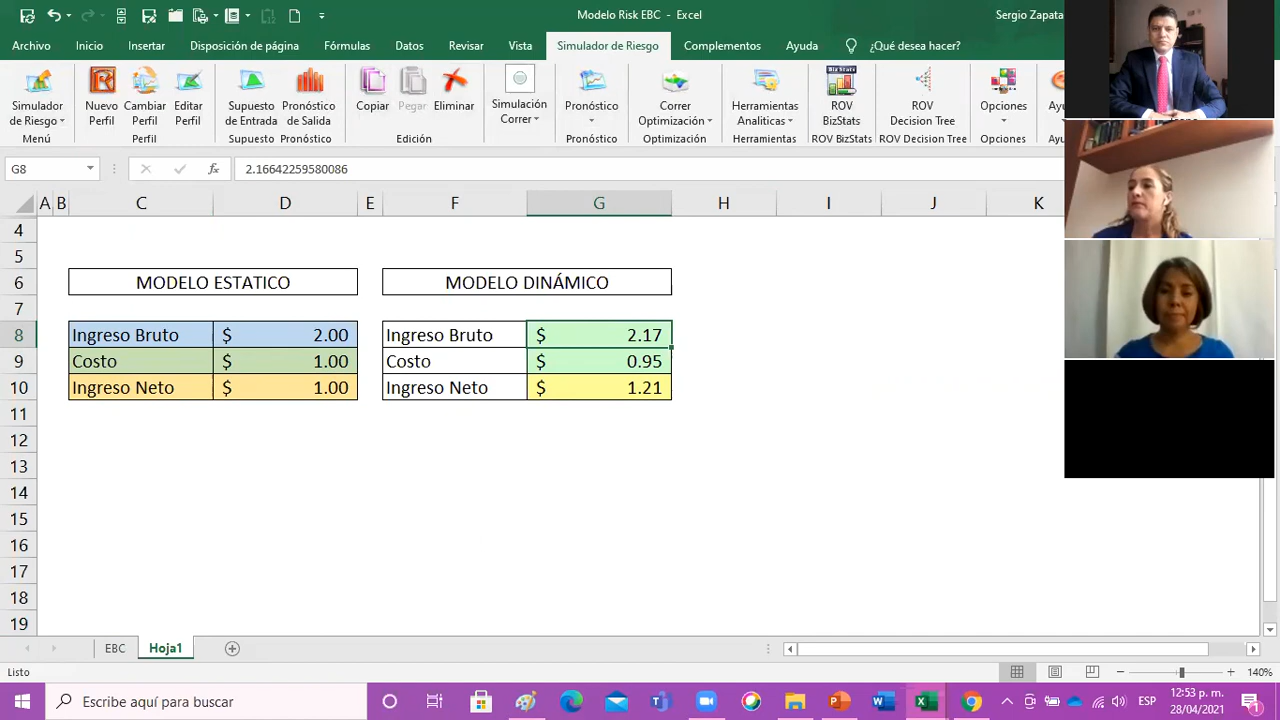 Modelo Risk EBC - Excel
Sergio Zapata
Archivo Inicio Insertar Disposición de página Fórmulas Datos Revisar Vista Simulador de Riesgo Complementos Ayuda ¿Qué desea hacer?
Simulador de Riesgo
Nuevo Perfil
Cambiar Perfil
Editar Perfil
Supuesto de Entrada
Pronóstico de Salida
Copiar
Pegar
Eliminar
Simulación Correr
Pronóstico
Correr Optimización
Herramientas Analiticas
ROV BizStats
ROV Decision Tree
Opciones
Menú Perfil Supuesto Pronóstico Edición Pronóstico Optimización Herramientas ROV BizStats ROV Decision Tree Opciones
G8 fx 2.16642259580086
A B C D E F G H I J K
4
5
6 MODELO ESTATICO MODELO DINÁMICO
7
8 Ingreso Bruto $ 2.00 Ingreso Bruto $ 2.17
9 Costo $ 1.00 Costo $ 0.95
10 Ingreso Neto $ 1.00 Ingreso Neto $ 1.21
11
12
13
14
15
16
17
18
19
EBC Hoja1
Listo 140%
Escribe aquí para buscar
ESP
12:53 p. m.
28/04/2021